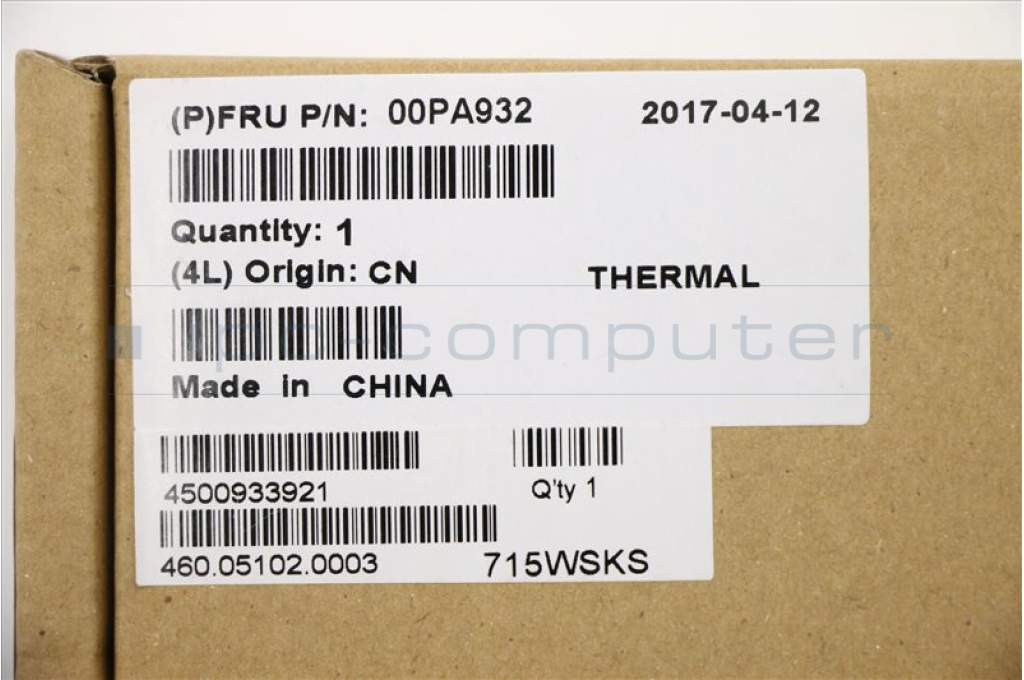 (P)FRU P/N: 00PA932 2017-04-12
Quantity: 1
(4L) Origin: CN THERMAL
ipc-computer
Made in CHINA
4500933921 Q'ty 1
460.05102.0003 715WSKS